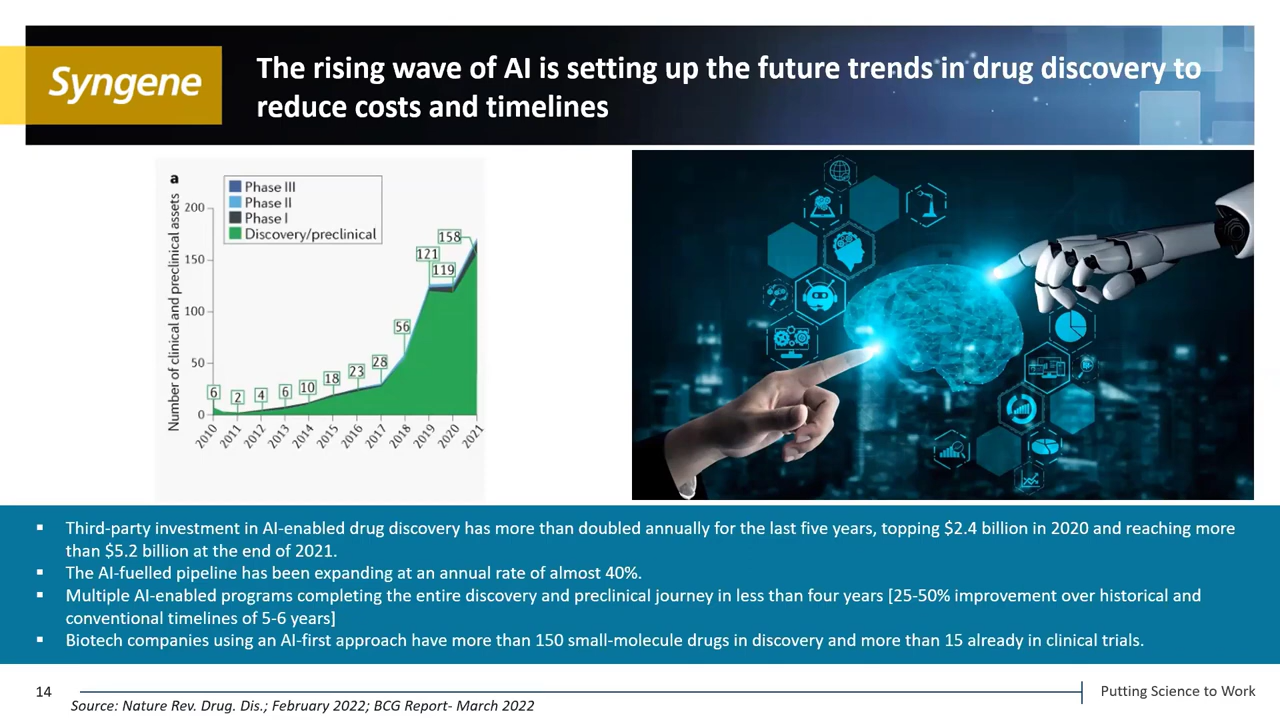 Syngene
The rising wave of AI is setting up the future trends in drug discovery to
reduce costs and timelines
a
Phase III
Phase II
Phase I
Discovery/preclinical
Number of clinical and preclinical assets
200
150
100
50
0
6
2
4
6
10
18
23
28
56
121
119
158
2010
2011
2012
2013
2014
2015
2016
2017
2018
2019
2020
2021
▪ Third-party investment in AI-enabled drug discovery has more than doubled annually for the last five years, topping $2.4 billion in 2020 and reaching more
than $5.2 billion at the end of 2021.
▪ The AI-fuelled pipeline has been expanding at an annual rate of almost 40%.
▪ Multiple AI-enabled programs completing the entire discovery and preclinical journey in less than four years [25-50% improvement over historical and
conventional timelines of 5-6 years]
▪ Biotech companies using an AI-first approach have more than 150 small-molecule drugs in discovery and more than 15 already in clinical trials.
14
Putting Science to Work
Source: Nature Rev. Drug. Dis.; February 2022; BCG Report- March 2022